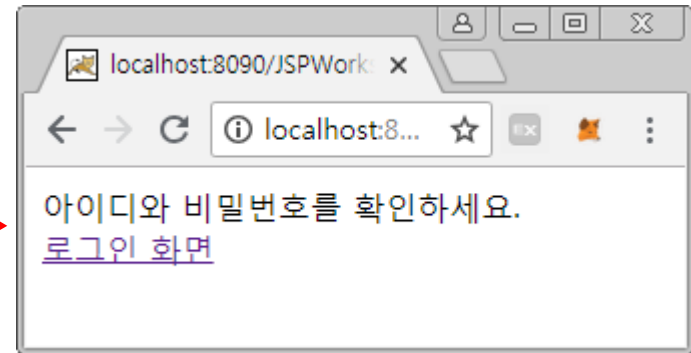 localhost:8090/JSPWork
localhost:8...
EX
아이디와 비밀번호를 확인하세요.
로그인 화면